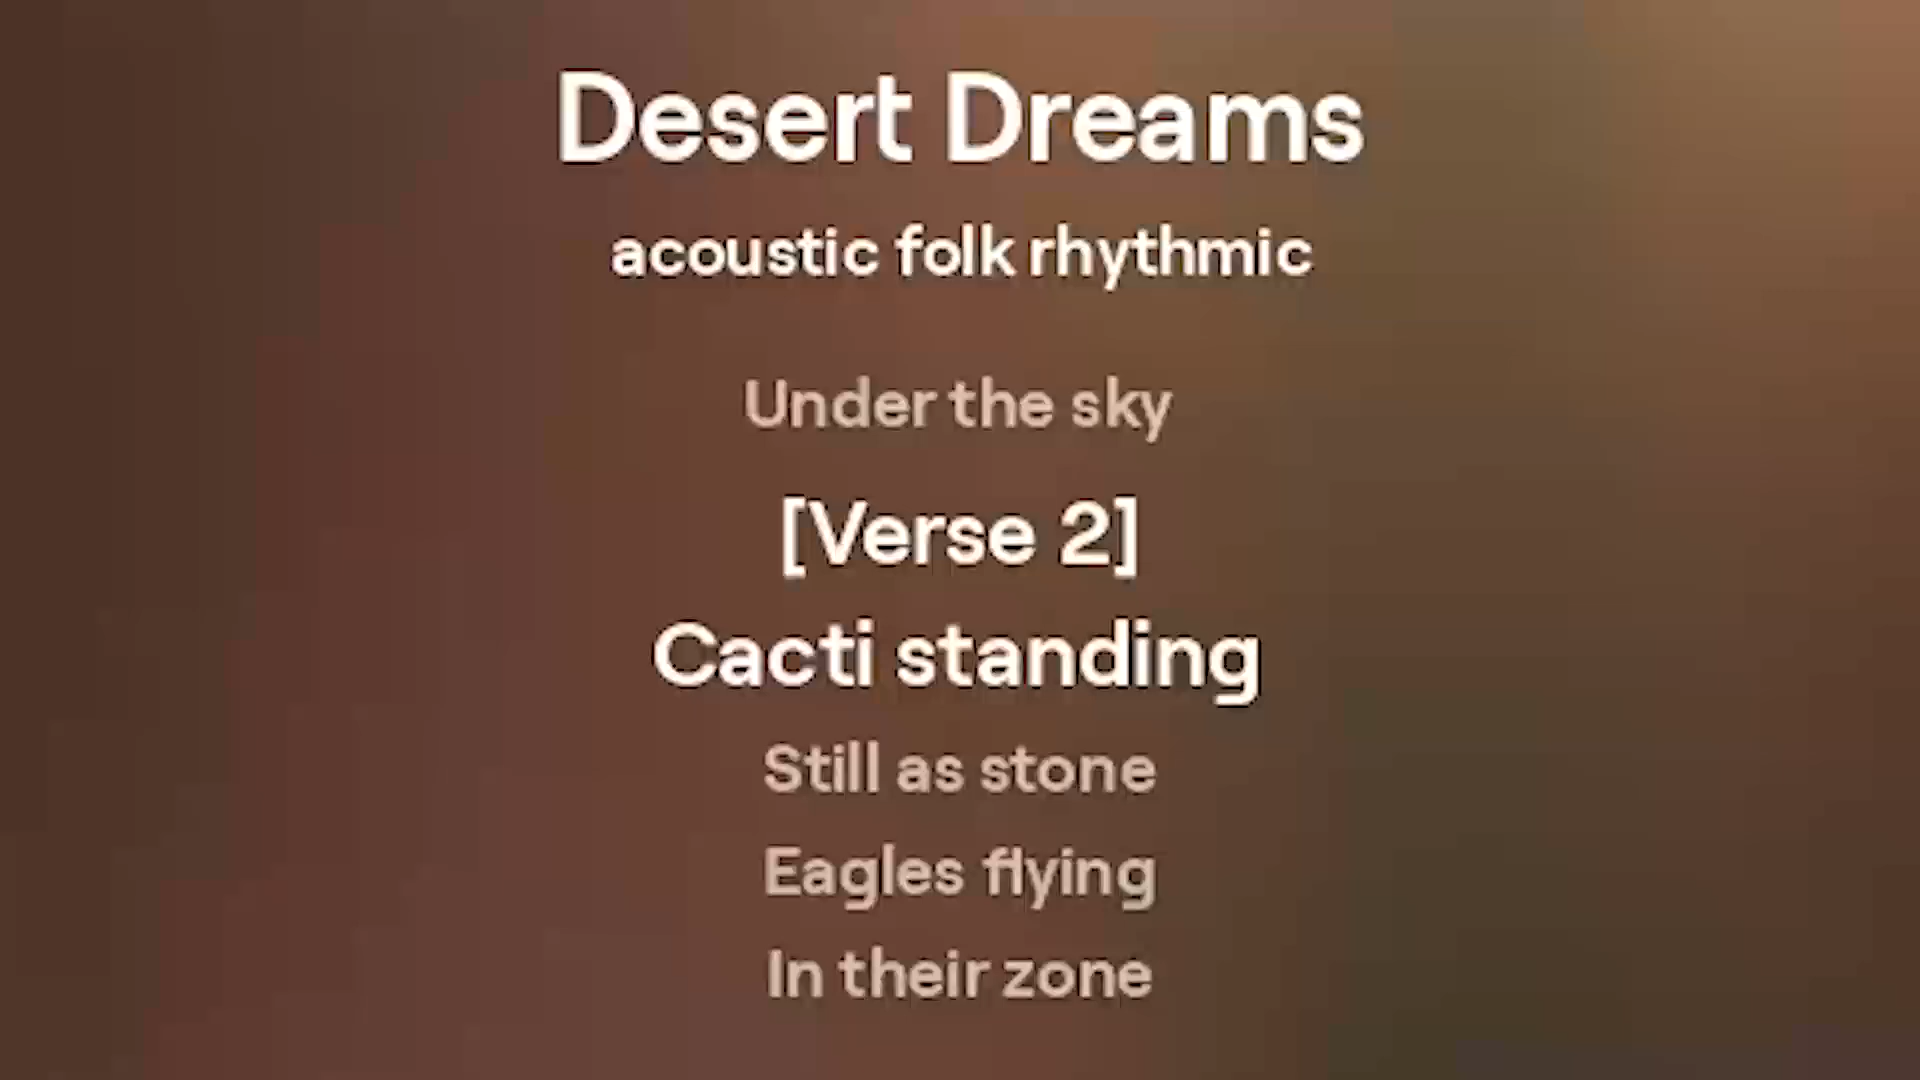 Desert Dreams
acoustic folk rhythmic
Under the sky
[Verse 2]
Cacti standing
Still as stone
Eagles flying
In their zone